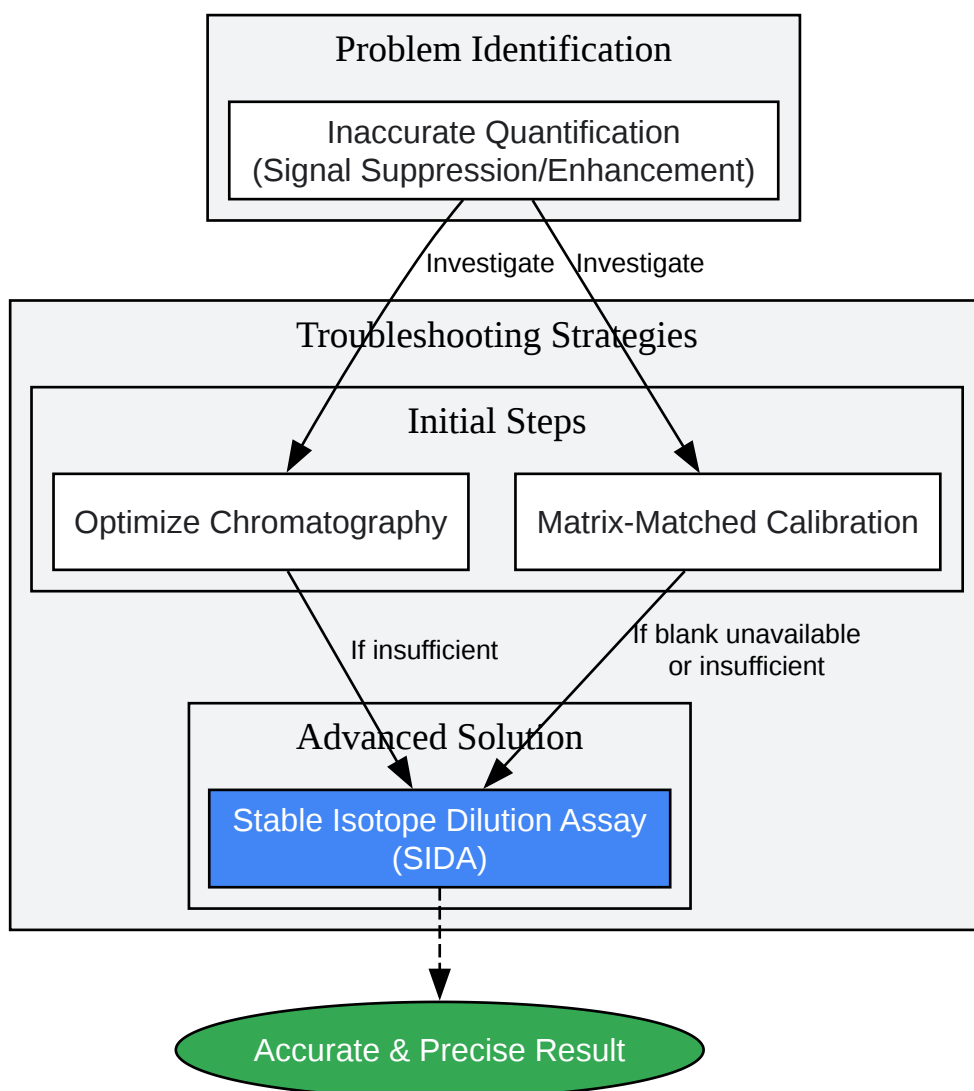 Problem Identification
Inaccurate Quantification
(Signal Suppression/Enhancement)
Investigate
Investigate
Troubleshooting Strategies
Initial Steps
Optimize Chromatography
Matrix-Matched Calibration
If insufficient
If blank unavailable
or insufficient
Advanced Solution
Stable Isotope Dilution Assay
(SIDA)
Accurate & Precise Result